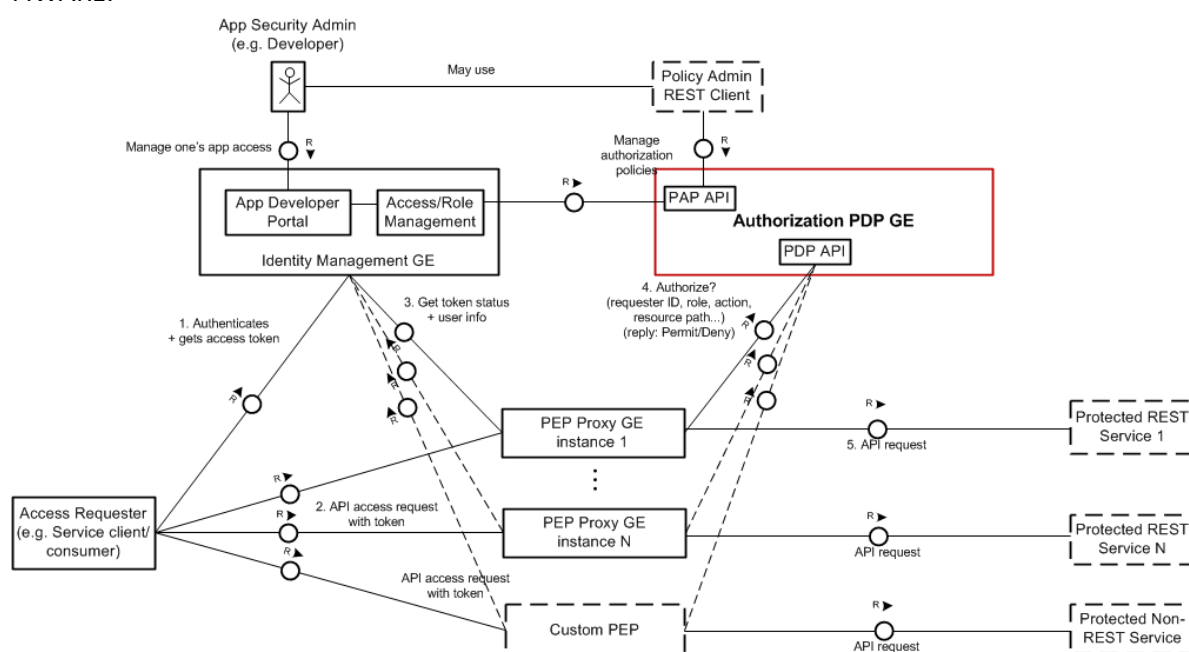 App Security Admin
(e.g. Developer)
May use
Policy Admin
REST Client
Manage one's app access
R
Manage
authorization
policies
R
R
App Developer
Portal
Access/Role
Management
Identity Management GE
PAP API
Authorization PDP GE
PDP API
1. Authenticates
+ gets access token
3. Get token status
+ user info
4. Authorize?
(requester ID, role, action,
resource path...)
(reply: Permit/Deny)
R
R
R
R
R
R
R
PEP Proxy GE
instance 1
R
5. API request
Protected REST
Service 1
Access Requester
(e.g. Service client/
consumer)
R
2. API access request
with token
R
PEP Proxy GE
instance N
R
API request
Protected REST
Service N
R
API access request
with token
Custom PEP
R
API request
Protected Non-
REST Service